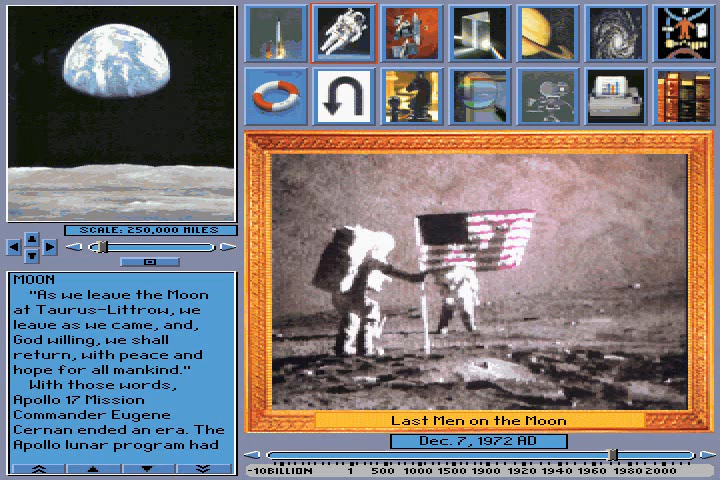 SCALE: 250,000 MILES
MOON
"As we leave the Moon
at Taurus-Littrow, we
leave as we came, and,
God willing, we shall
return, with peace and
hope for all mankind."
With those words,
Apollo 17 Mission
Commander Eugene
Cernan ended an era. The
Apollo lunar program had
Last Men on the Moon
Dec. 7, 1972 AD
-10BILLION 1 500 1000 1500 1900 1920 1940 1960 1980 2000